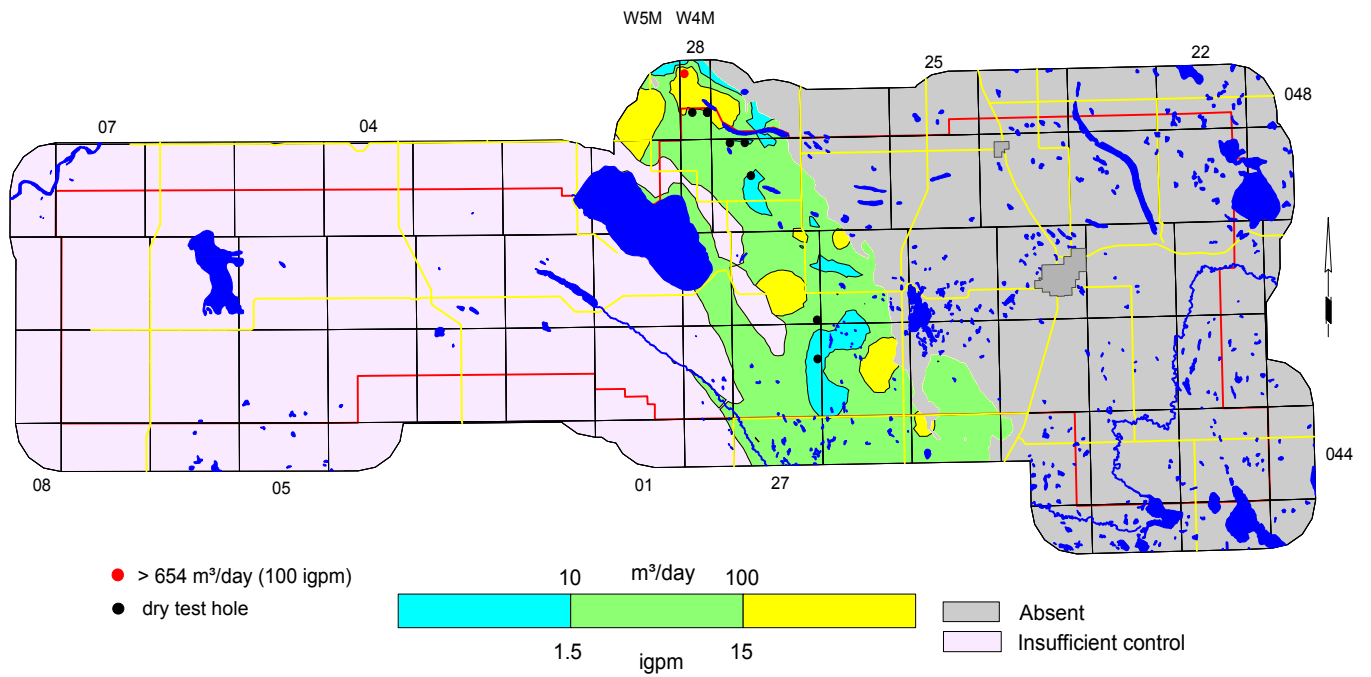 W5M W4M
28
25
22
048
07
04
08
05
01
27
044
> 654 m³/day (100 igpm)
dry test hole
10 m³/day 100
1.5 igpm 15
Absent
Insufficient control